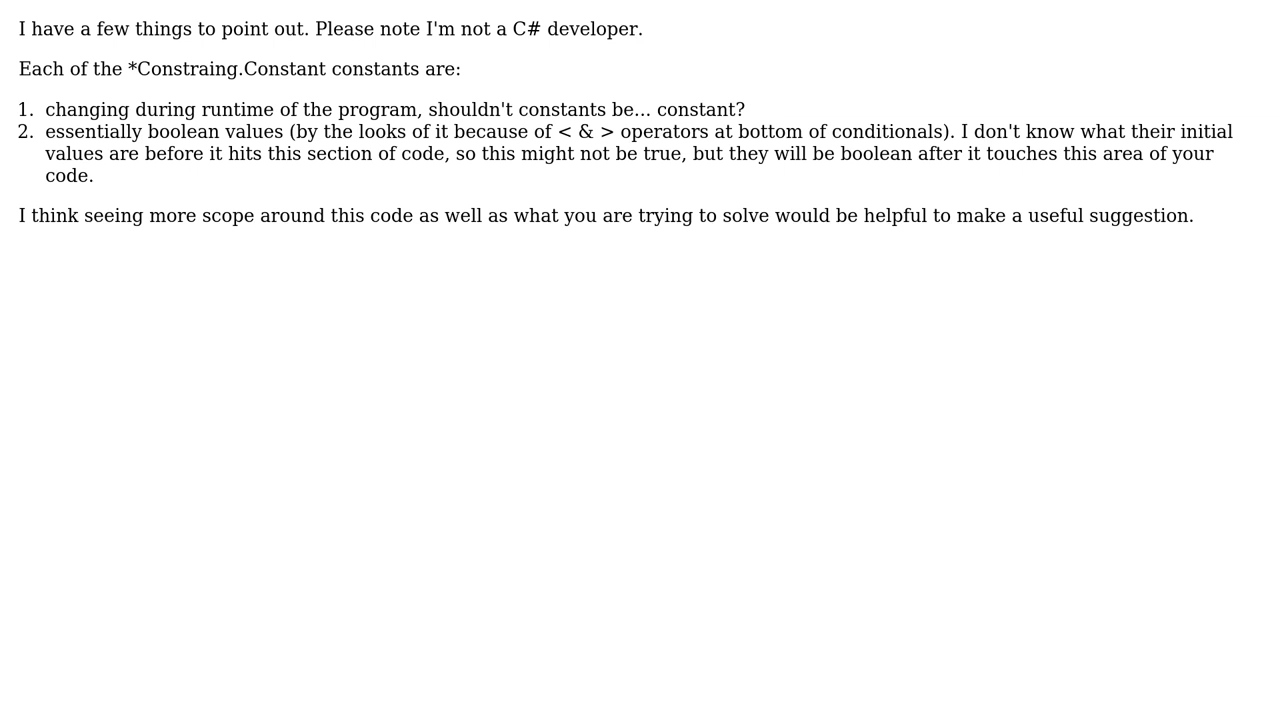 I have a few things to point out. Please note I'm not a C# developer.
Each of the *Constraing.Constant constants are:
1. changing during runtime of the program, shouldn't constants be... constant?
2. essentially boolean values (by the looks of it because of < & > operators at bottom of conditionals). I don't know what their initial
values are before it hits this section of code, so this might not be true, but they will be boolean after it touches this area of your
code.
I think seeing more scope around this code as well as what you are trying to solve would be helpful to make a useful suggestion.